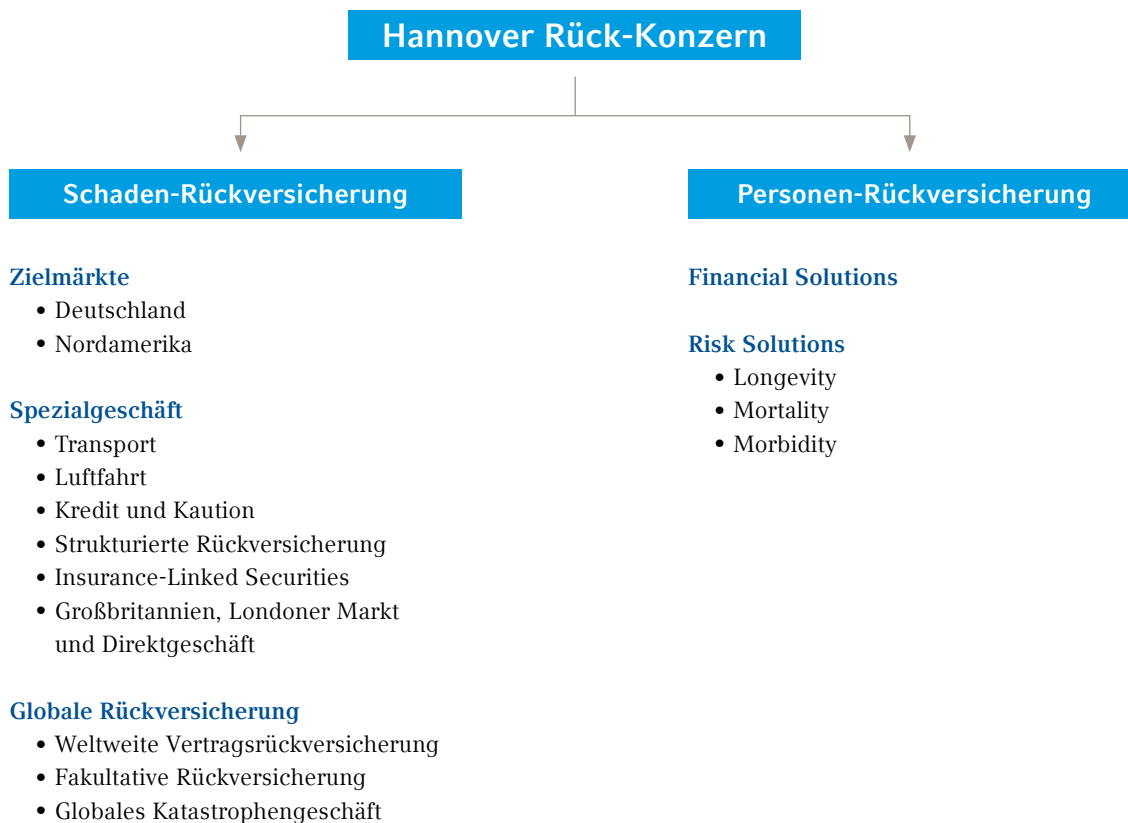 Hannover Rück-Konzern
Schaden-Rückversicherung
Zielmärkte
• Deutschland
• Nordamerika
Spezialgeschäft
• Transport
• Luftfahrt
• Kredit und Kaution
• Strukturierte Rückversicherung
• Insurance-Linked Securities
• Großbritannien, Londoner Markt
und Direktgeschäft
Globale Rückversicherung
• Weltweite Vertragsrückversicherung
• Fakultative Rückversicherung
• Globales Katastrophengeschäft
Personen-Rückversicherung
Financial Solutions
Risk Solutions
• Longevity
• Mortality
• Morbidity